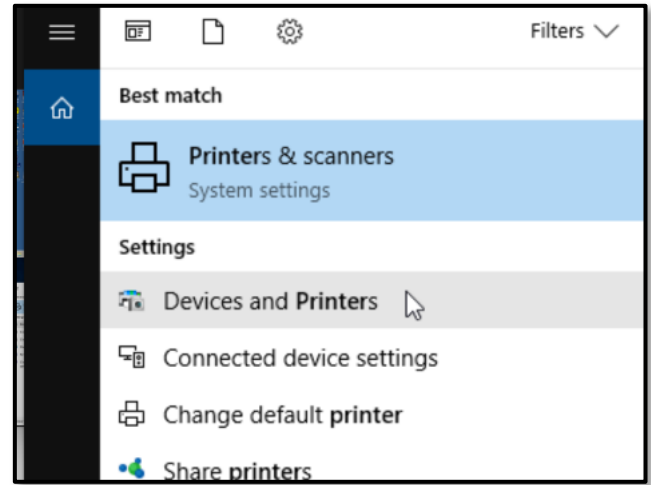 Filters
Best match
Printers & scanners
System settings
Settings
Devices and Printers
Connected device settings
Change default printer
Share printers